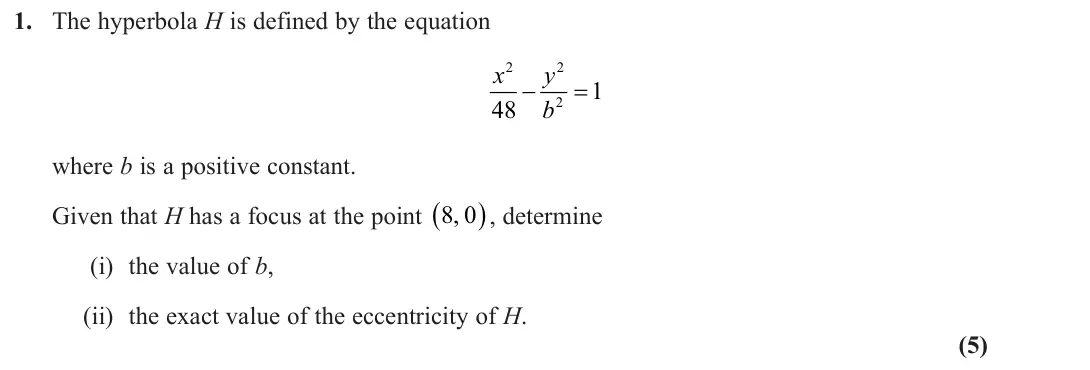 1. The hyperbola H is defined by the equation
x²/48 − y²/b² = 1
where b is a positive constant.
Given that H has a focus at the point (8, 0), determine
(i) the value of b,
(ii) the exact value of the eccentricity of H.
(5)